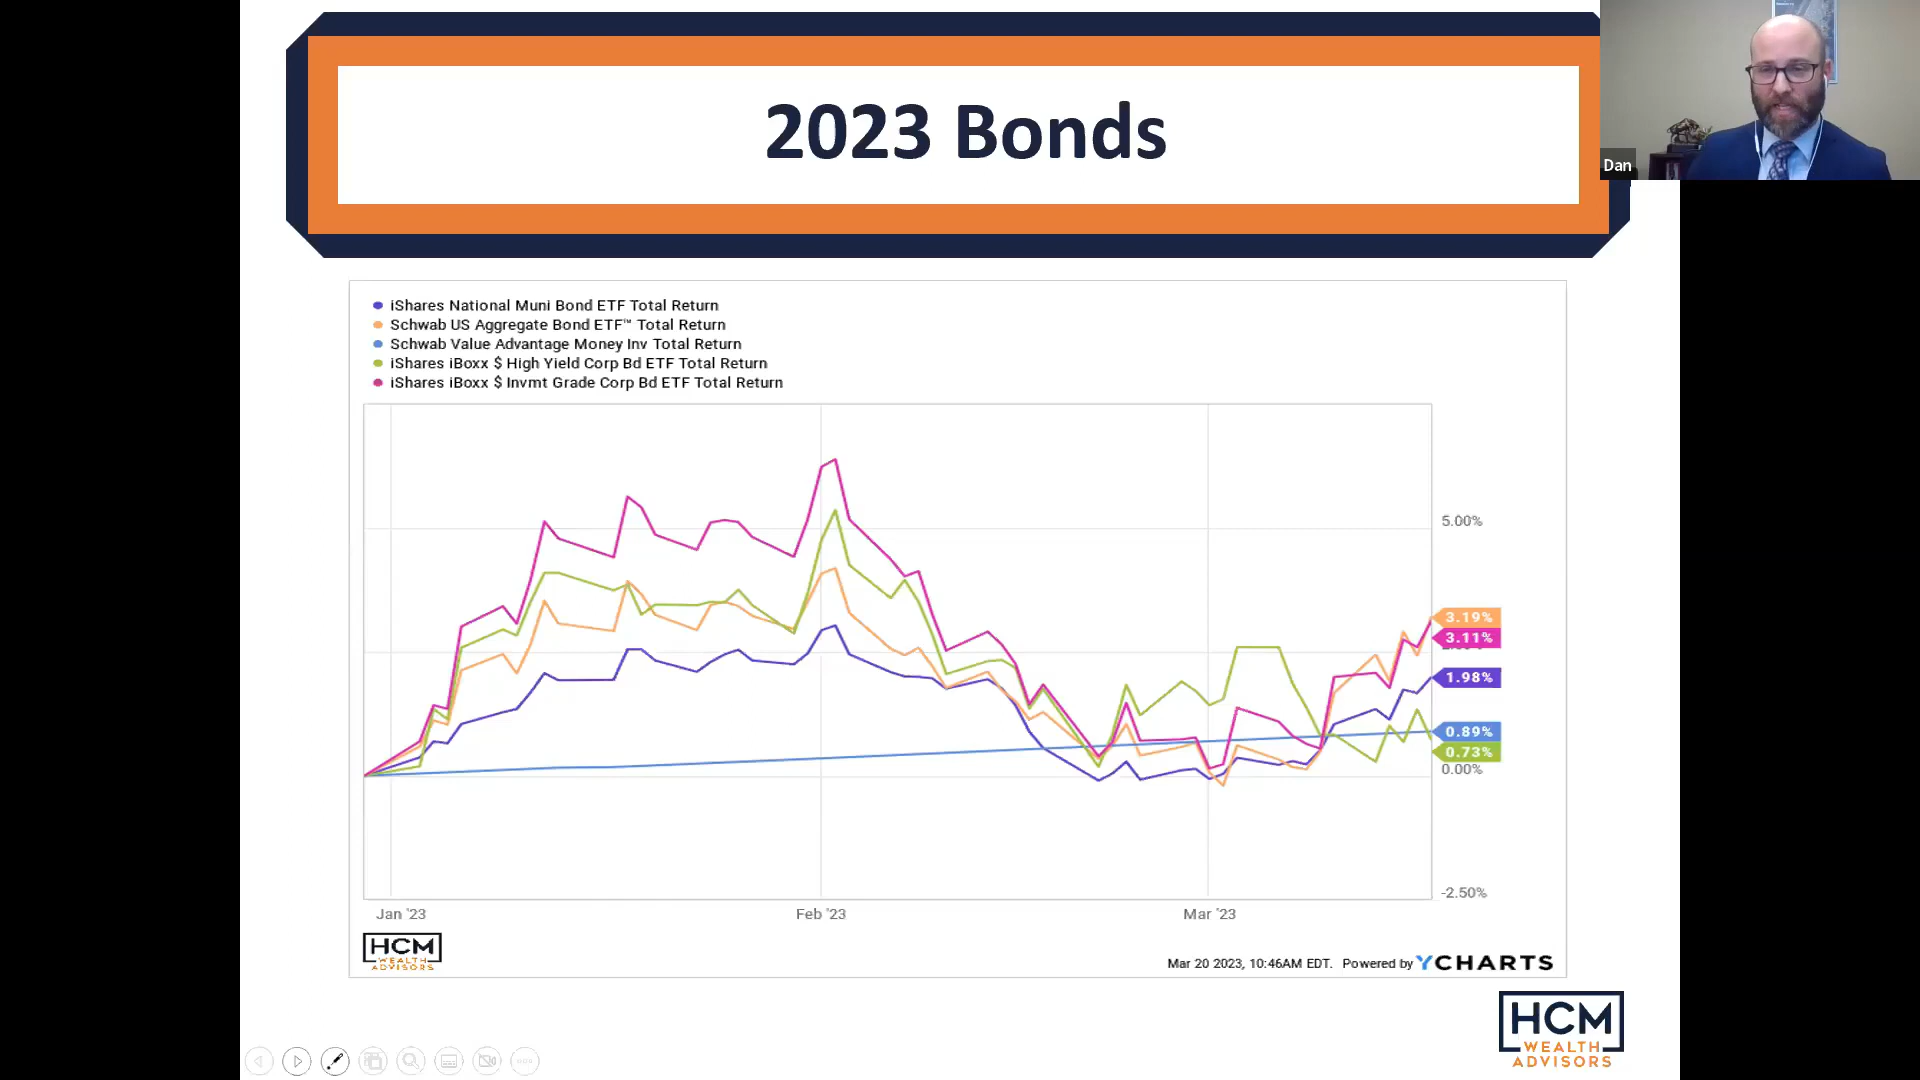 2023 Bonds
Dan
iShares National Muni Bond ETF Total Return
Schwab US Aggregate Bond ETF™ Total Return
Schwab Value Advantage Money Inv Total Return
iShares iBoxx $ High Yield Corp Bd ETF Total Return
iShares iBoxx $ Invmt Grade Corp Bd ETF Total Return
5.00%
3.19%
3.11%
1.98%
0.89%
0.73%
0.00%
-2.50%
Jan '23
Feb '23
Mar '23
HCM
WEALTH
ADVISORS
Mar 20 2023, 10:46AM EDT. Powered by YCHARTS
HCM
WEALTH
ADVISORS